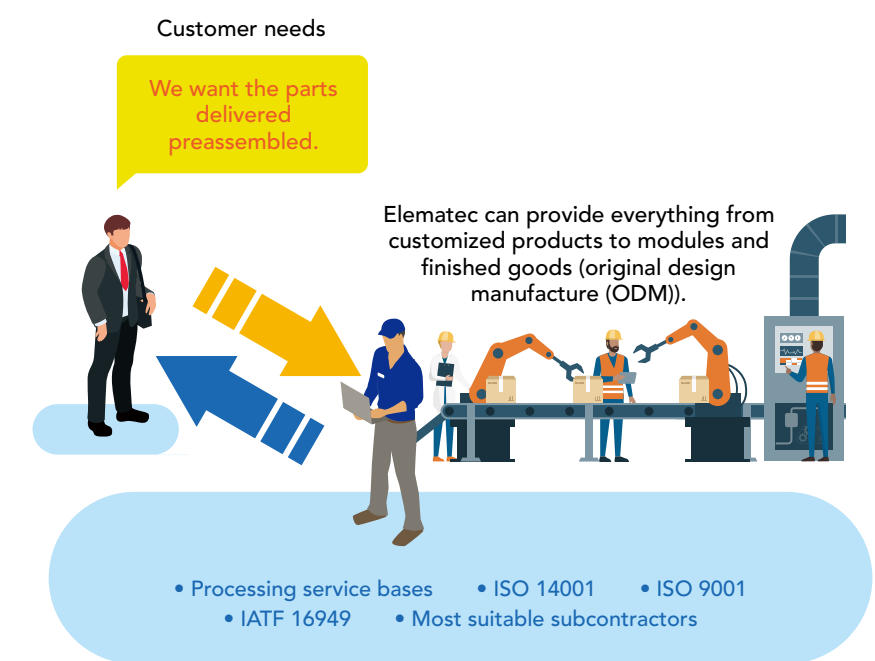 Customer needs
We want the parts
delivered
preassembled.
Elematec can provide everything from
customized products to modules and
finished goods (original design
manufacture (ODM)).
• Processing service bases • ISO 14001 • ISO 9001
• IATF 16949 • Most suitable subcontractors